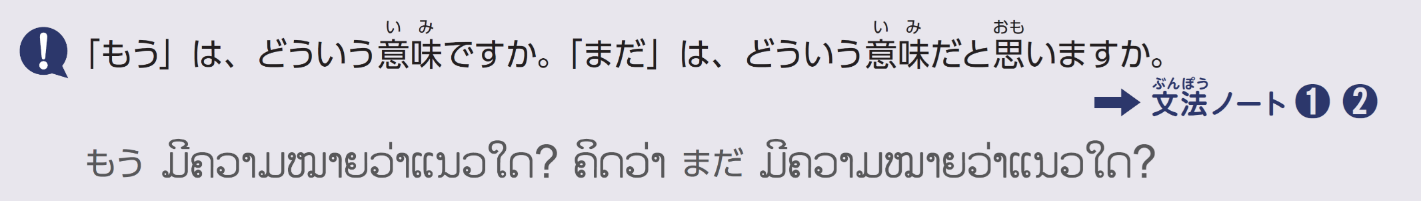 ! 「もう」は、どういう意味ですか。「まだ」は、どういう意味だと思いますか。
➡ 文法ノート ❶ ❷
もう ມີຄວາມໝາຍວ່າແນວໃດ? ຄິດວ່າ まだ ມີຄວາມໝາຍວ່າແນວໃດ?